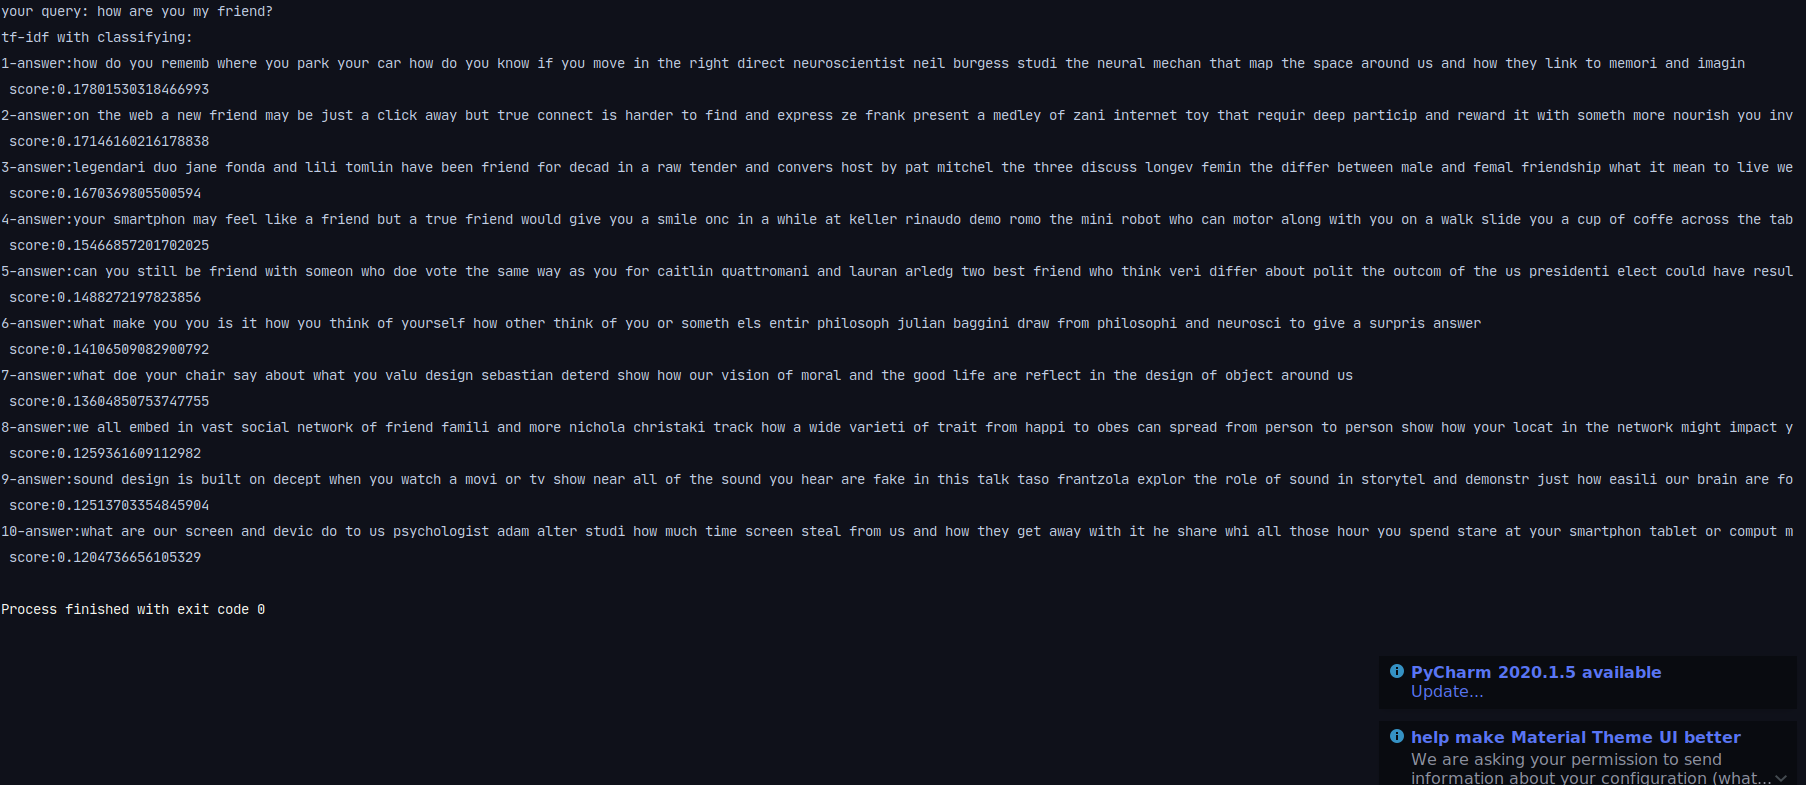 your query: how are you my friend?
tf-idf with classifying:
1-answer:how do you rememb where you park your car how do you know if you move in the right direct neuroscientist neil burgess studi the neural mechan that map the space around us and how they link to memori and imagin
score:0.17801530318466993
2-answer:on the web a new friend may be just a click away but true connect is harder to find and express ze frank present a medley of zani internet toy that requir deep particip and reward it with someth more nourish you inv
score:0.17146160216178838
3-answer:legendari duo jane fonda and lili tomlin have been friend for decad in a raw tender and convers host by pat mitchel the three discuss longev femin the differ between male and femal friendship what it mean to live we
score:0.1670369805500594
4-answer:your smartphon may feel like a friend but a true friend would give you a smile onc in a while at keller rinaudo demo romo the mini robot who can motor along with you on a walk slide you a cup of coffe across the tab
score:0.15466857201702025
5-answer:can you still be friend with someon who doe vote the same way as you for caitlin quattromani and lauran arledg two best friend who think veri differ about polit the outcom of the us presidenti elect could have resul
score:0.1488272197823856
6-answer:what make you you is it how you think of yourself how other think of you or someth els entir philosoph julian baggini draw from philosophi and neurosci to give a surpris answer
score:0.14106509082900792
7-answer:what doe your chair say about what you valu design sebastian deterd show how our vision of moral and the good life are reflect in the design of object around us
score:0.13604850753747755
8-answer:we all embed in vast social network of friend famili and more nichola christaki track how a wide varieti of trait from happi to obes can spread from person to person show how your locat in the network might impact y
score:0.1259361609112982
9-answer:sound design is built on decept when you watch a movi or tv show near all of the sound you hear are fake in this talk taso frantzola explor the role of sound in storytel and demonstr just how easili our brain are fo
score:0.12513703354845904
10-answer:what are our screen and devic do to us psychologist adam alter studi how much time screen steal from us and how they get away with it he share whi all those hour you spend stare at your smartphon tablet or comput m
score:0.1204736656105329
Process finished with exit code 0
PyCharm 2020.1.5 available
Update...
help make Material Theme UI better
We are asking your permission to send
information about your configuration (what...